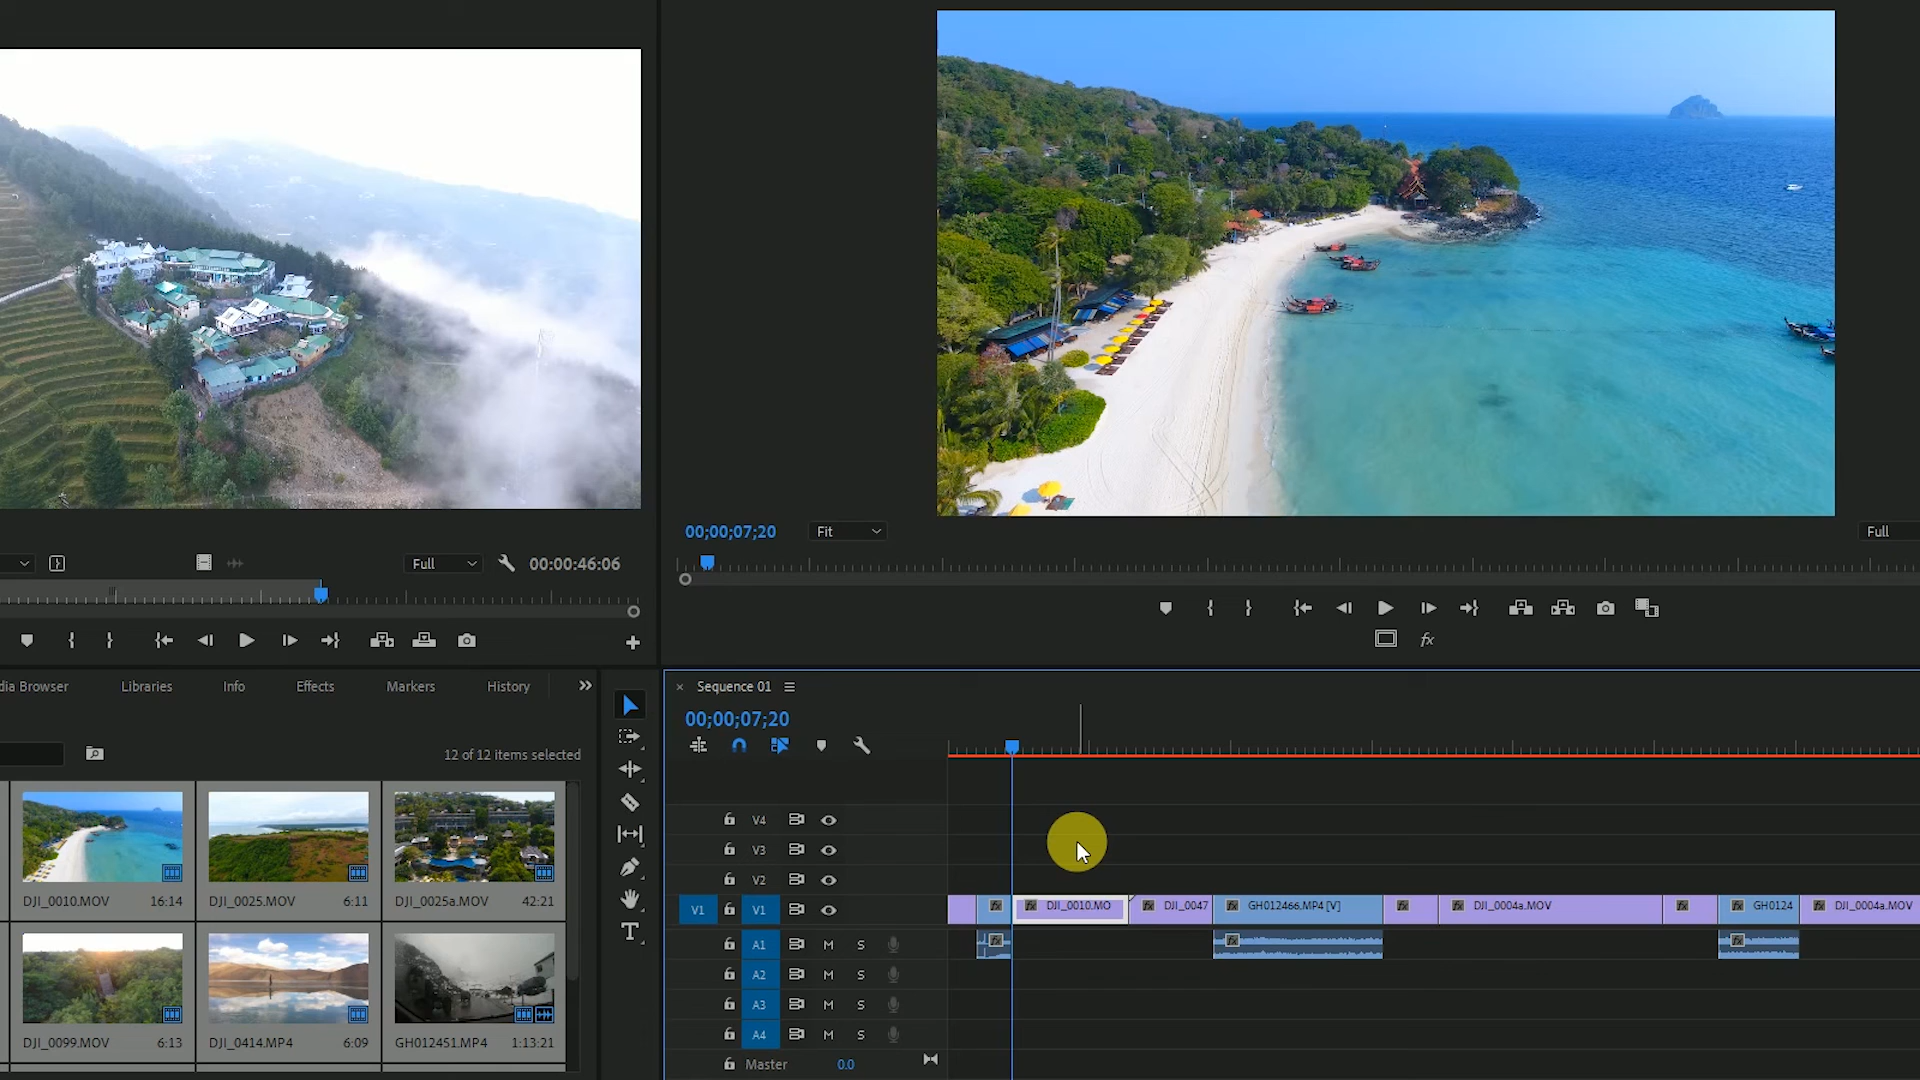 00;00;07;20
Fit
Full
Full
00:00:46:06
dia Browser
Libraries
Info
Effects
Markers
History
12 of 12 items selected
DJI_0010.MOV 16:14
DJI_0025.MOV 6:11
DJI_0025a.MOV 42:21
DJI_0099.MOV 6:13
DJI_0414.MP4 6:09
GH012451.MP4 1:13:21
Sequence 01
00;00;07;20
V4
V3
V2
V1 V1
DJI_0010.MO
DJI_0047
GH012466.MP4 [V]
DJI_0004a.MOV
GH0124
DJI_0004a.MOV
A1 M S
A2 M S
A3 M S
A4 M S
Master 0.0
fx